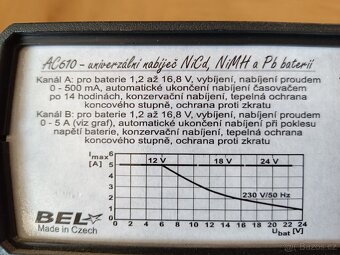 AC610 - univerzální nabíječ NiCd, NiMH a Pb baterií
Kanál A: pro baterie 1,2 až 16,8 V, vybíjení, nabíjení proudem
0 - 500 mA, automatické ukončení nabíjení časovačem
po 14 hodinách, konzervační nabíjení, tepelná ochrana
koncového stupně, ochrana proti zkratu
Kanál B: pro baterie 1,2 až 16,8 V, vybíjení, nabíjení proudem
0 - 5 A (viz graf), automatické ukončení nabíjení při poklesu
napětí baterie, konzervační nabíjení, tepelná ochrana
koncového stupně, ochrana proti zkratu
I max
[A]
12 V 18 V 24 V
6
5
4
3
2
1
0
230 V/50 Hz
0 2 4 6 8 10 12 14 16 18 20 22 24
U bat [V]
BEL
Made in Czech